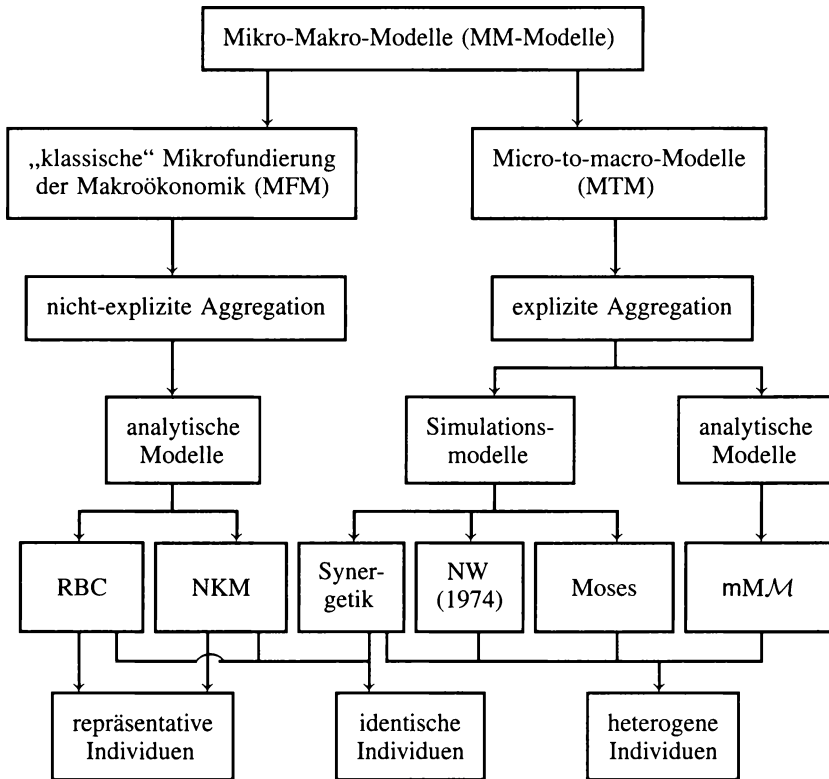 Mikro-Makro-Modelle (MM-Modelle)
„klassische“ Mikrofundierung
der Makroökonomik (MFM)
Micro-to-macro-Modelle
(MTM)
nicht-explizite Aggregation
explizite Aggregation
analytische
Modelle
Simulations-
modelle
analytische
Modelle
RBC
NKM
Syner-
getik
NW
(1974)
Moses
mMℳ
repräsentative
Individuen
identische
Individuen
heterogene
Individuen